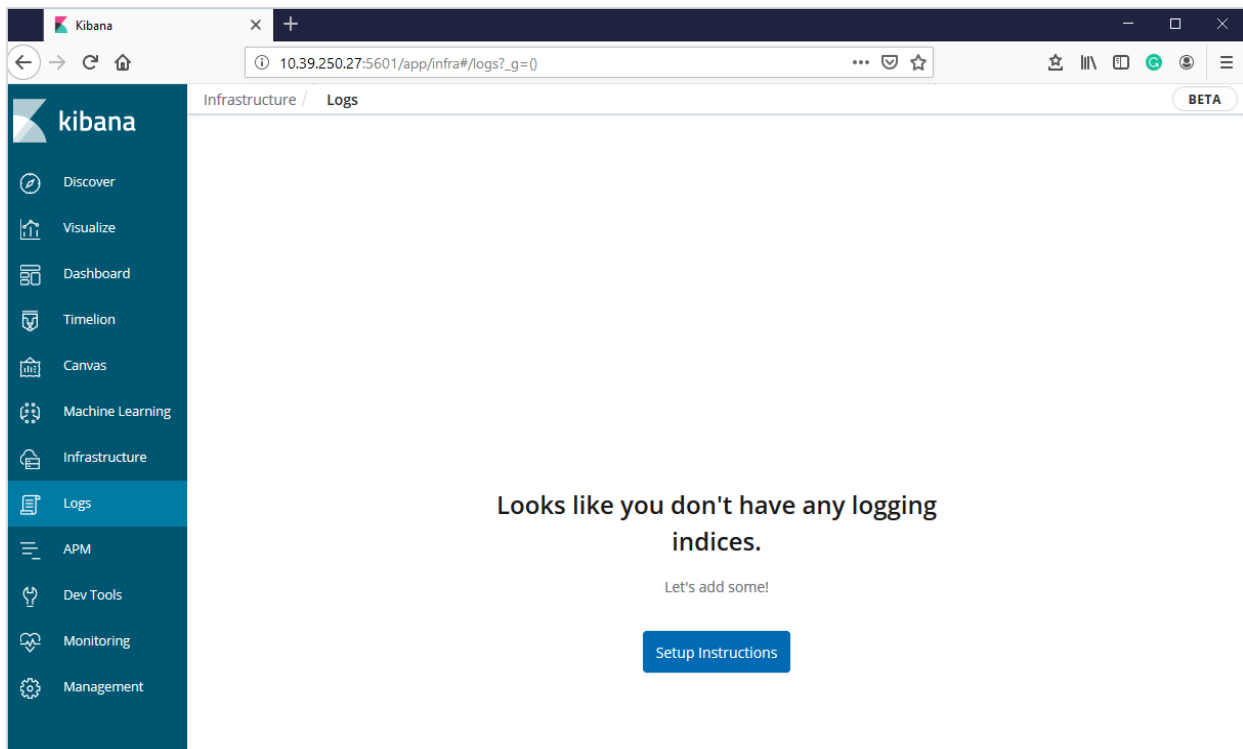 Kibana
10.39.250.27:5601/app/infra#/logs?_g=()
kibana
Infrastructure / Logs
BETA
Discover
Visualize
Dashboard
Timelion
Canvas
Machine Learning
Infrastructure
Logs
APM
Dev Tools
Monitoring
Management
Looks like you don't have any logging
indices.
Let's add some!
Setup Instructions